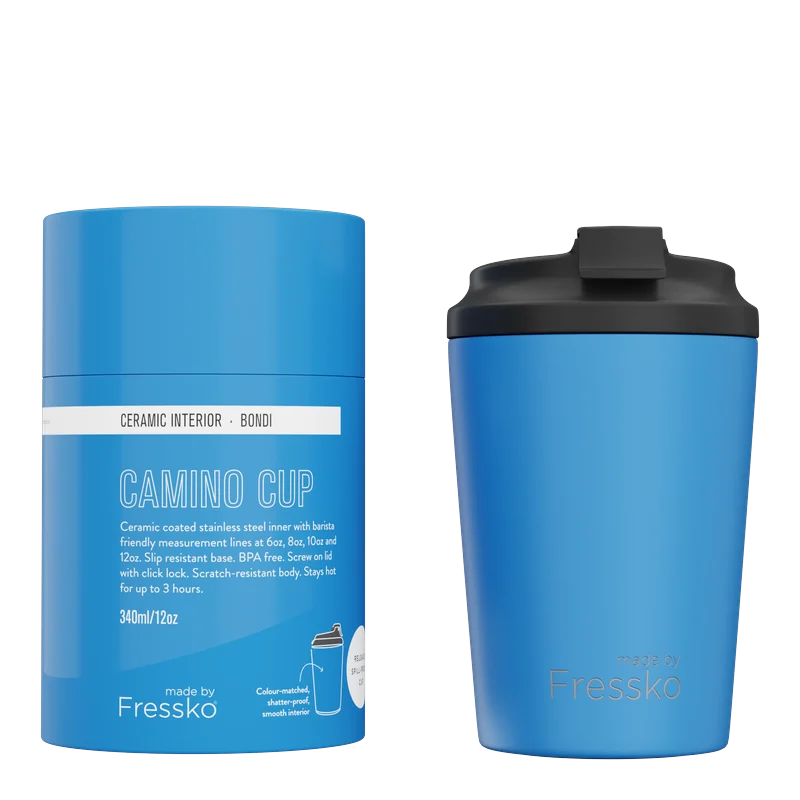 CERAMIC INTERIOR · BONDI
CAMINO CUP
Ceramic coated stainless steel inner with barista
friendly measurement lines at 6oz, 8oz, 10oz and
12oz. Slip resistant base. BPA free. Screw on lid
with click lock. Scratch-resistant body. Stays hot
for up to 3 hours.
340ml/12oz
Colour-matched,
shatter-proof,
smooth interior
made by
Fressko
made by
Fressko